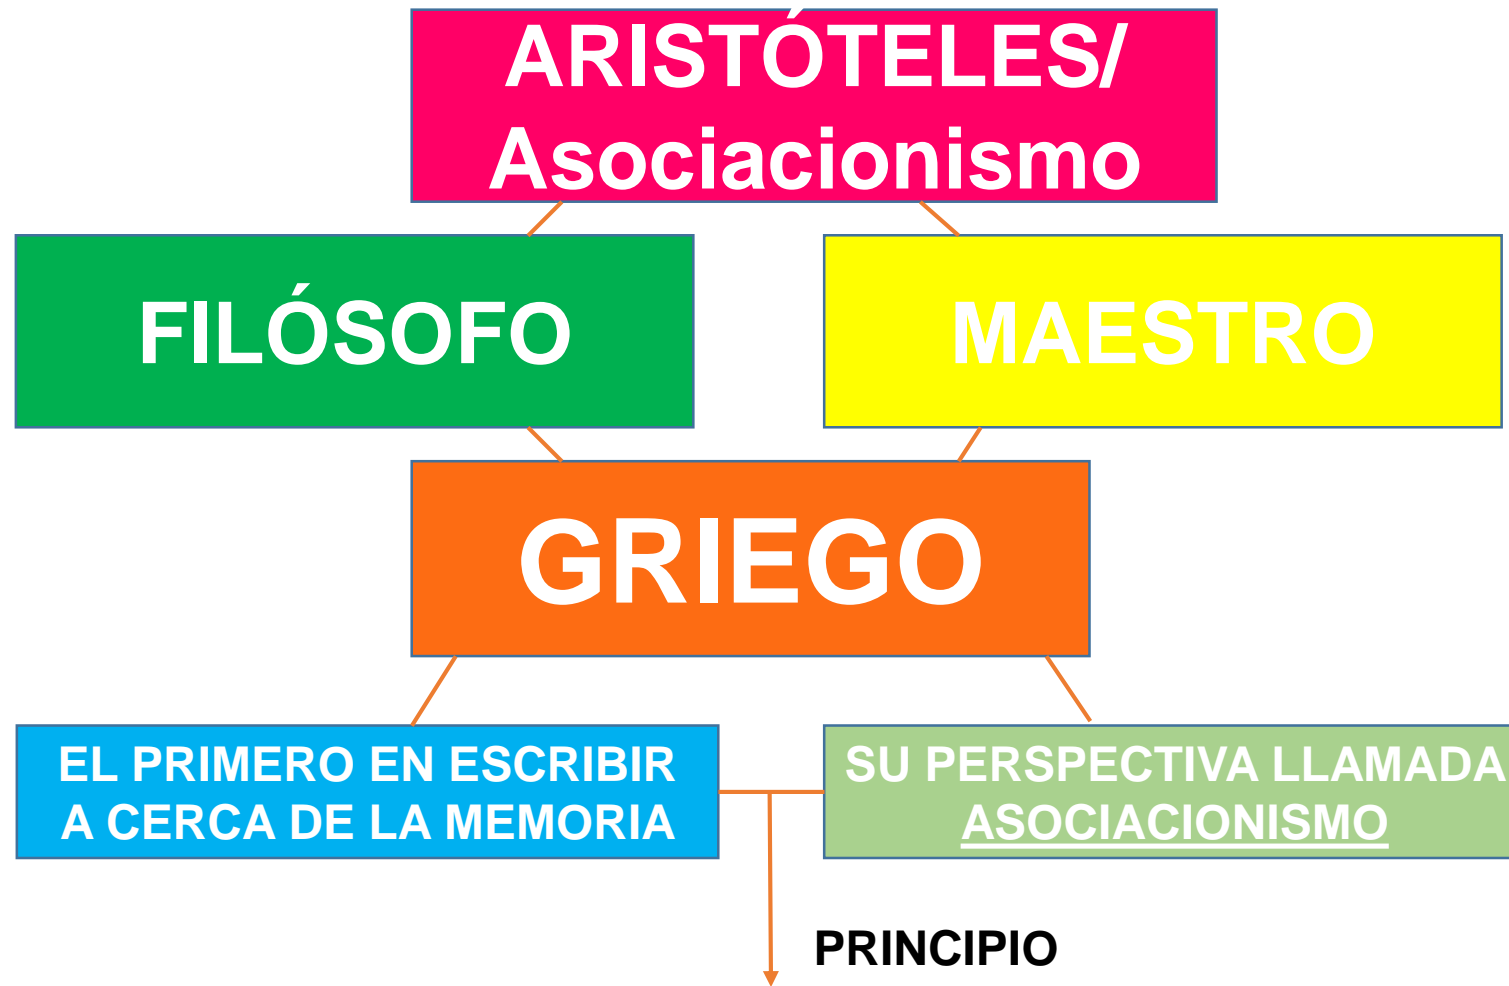 ARISTÓTELES/
Asociacionismo
FILÓSOFO
MAESTRO
GRIEGO
EL PRIMERO EN ESCRIBIR
A CERCA DE LA MEMORIA
SU PERSPECTIVA LLAMADA
ASOCIACIONISMO
PRINCIPIO